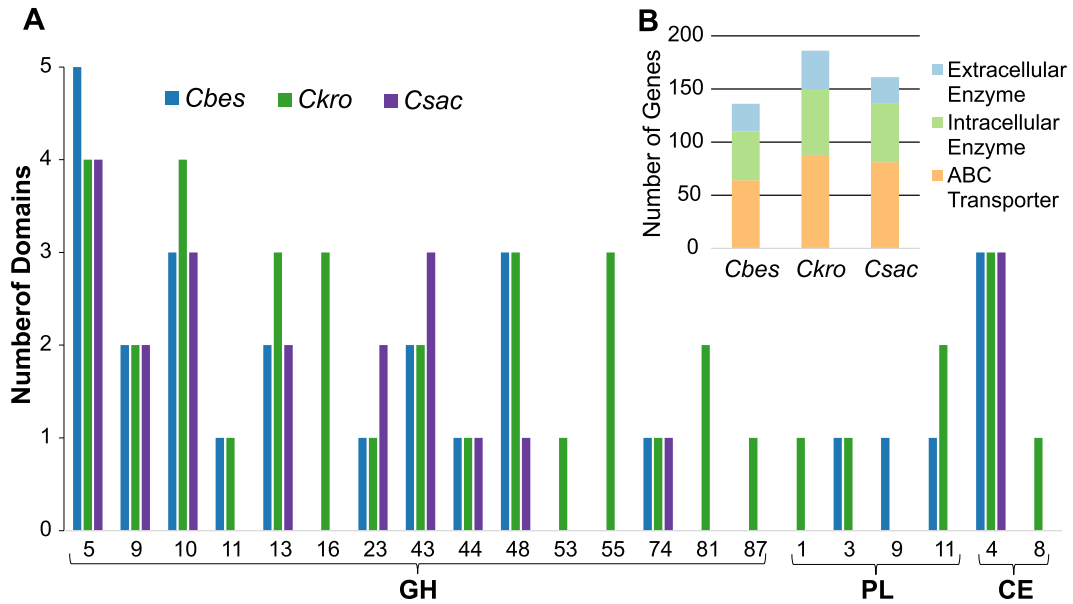 A
B
Number of Domains
5
4
3
2
1
0
Cbes Ckro Csac
5 9 10 11 13 16 23 43 44 48 53 55 74 81 87 1 3 9 11 4 8
GH PL CE
Number of Genes
200
150
100
50
0
Cbes Ckro Csac
Extracellular
Enzyme
Intracellular
Enzyme
ABC
Transporter